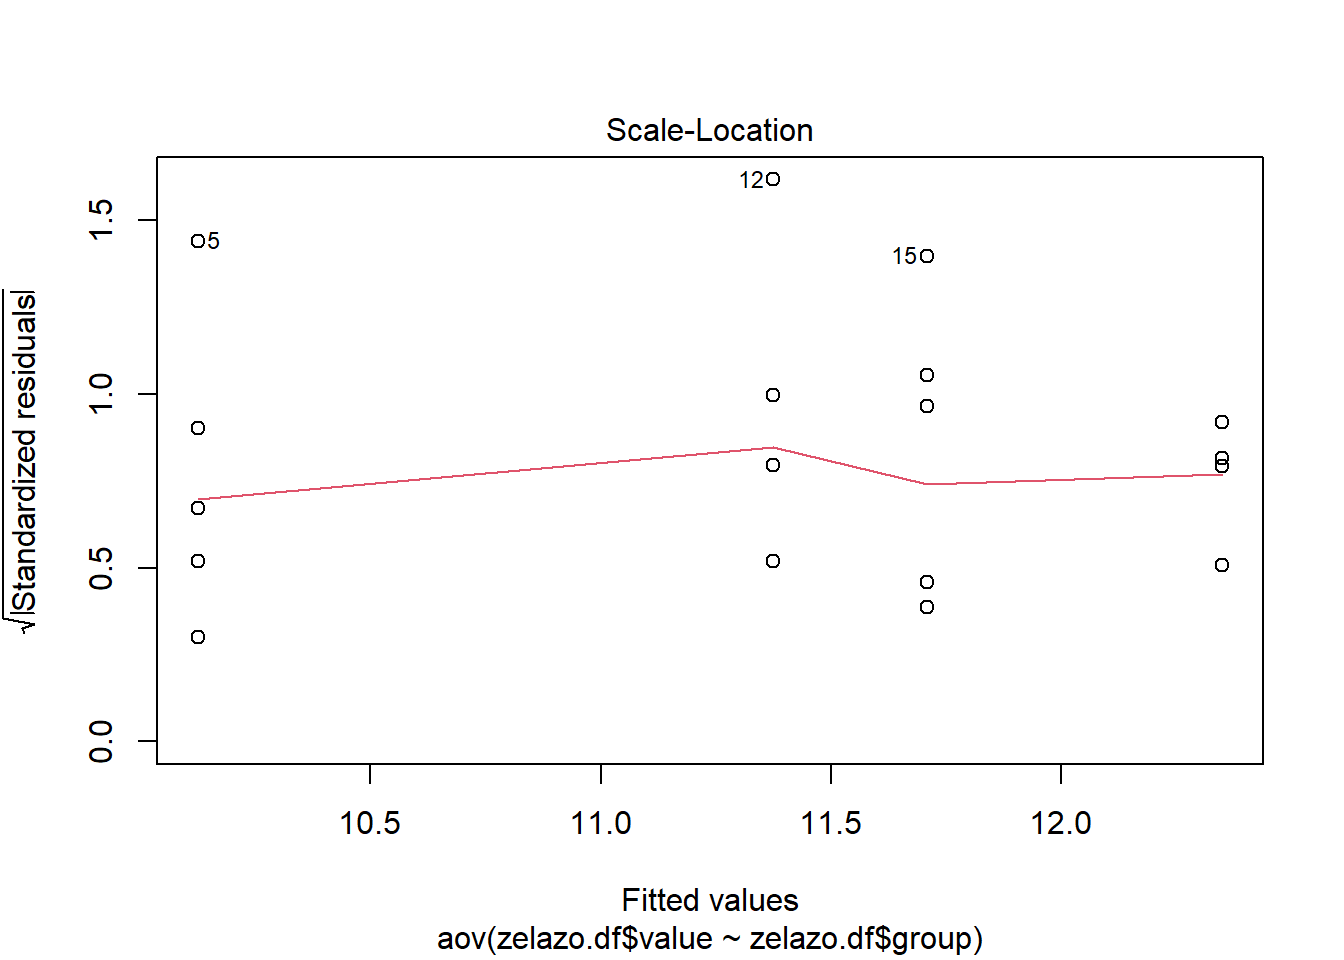 Scale-Location
√|Standardized residuals|
1.5
1.0
0.5
0.0
5
12
15
10.5 11.0 11.5 12.0
Fitted values
aov(zelazo.df$value ~ zelazo.df$group)